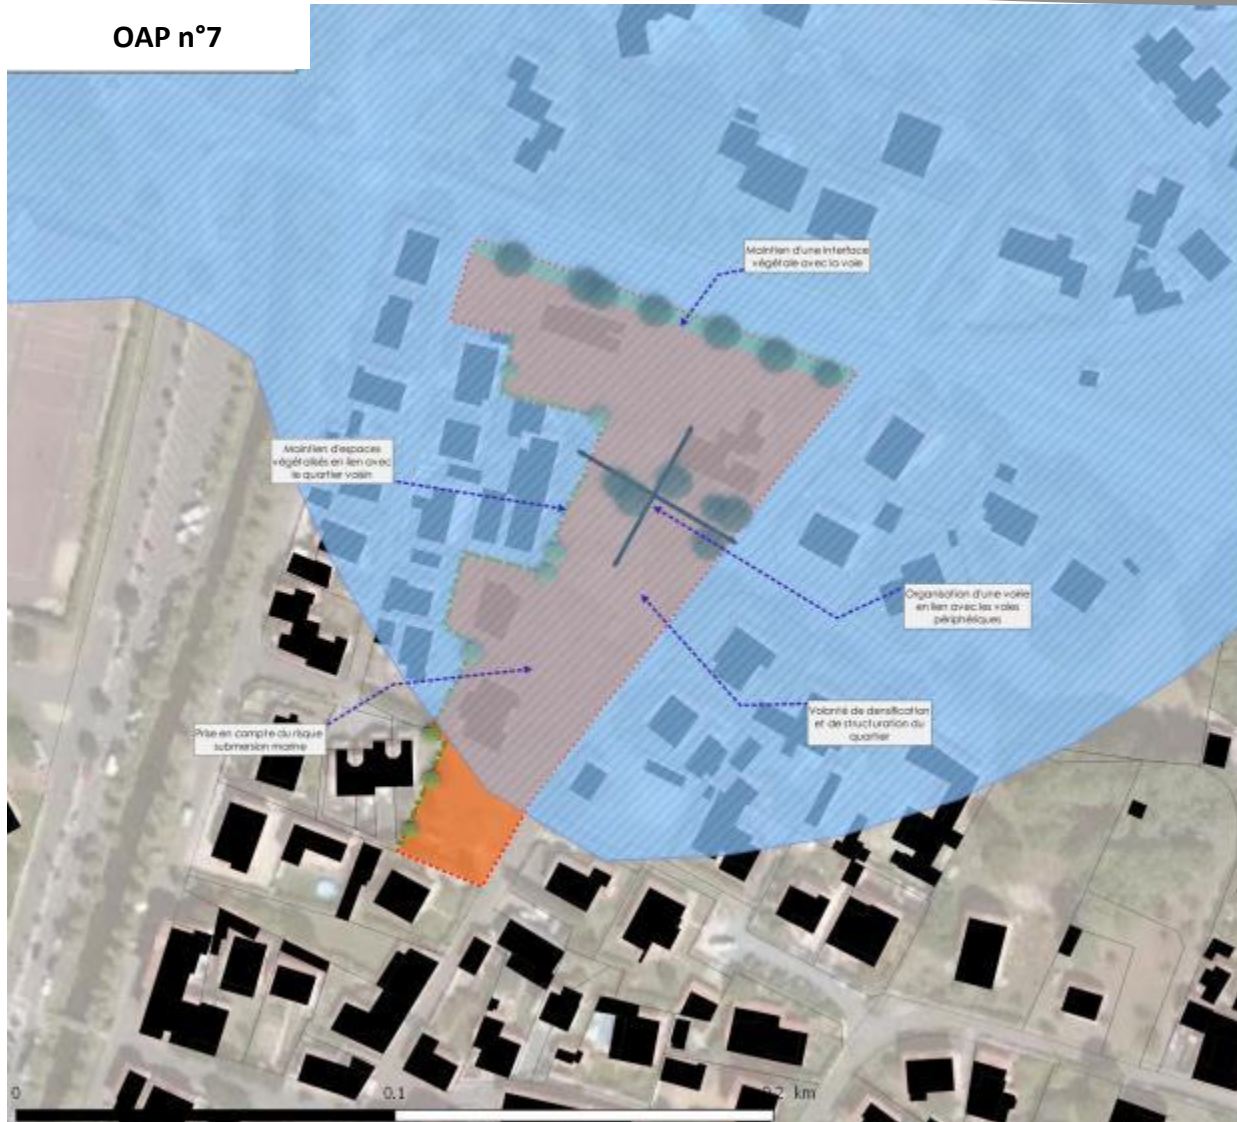 OAP n°7
Maintien d'une interface
végétale avec la voie
Maintien d'espaces
végétalisés en lien avec
le quartier voisin
Organisation d'une voirie
en lien avec les voies
périphériques
Volonté de densification
et de structuration du
quartier
Prise en compte du risque
submersion marine
0
0.1
0.2 km